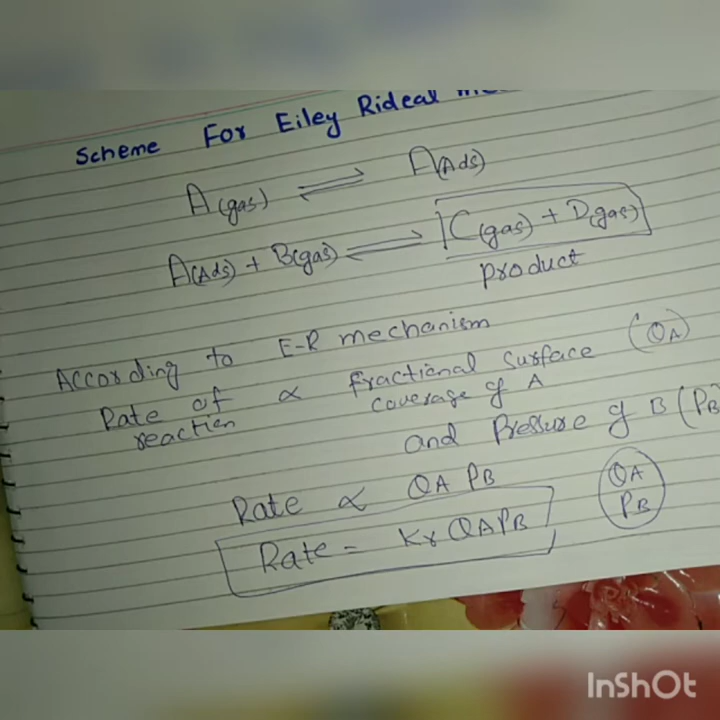 Scheme For Eiley Rideal
A(gas) ⇌ A(Ads)
A(Ads) + B(gas) ⇌ C(gas) + D(gas)
product
According to E-R mechanism
Rate of reaction ∝ fractional surface coverage of A (θA)
and Pressure of B (PB
Rate ∝ θA PB
θA
PB
Rate = Kr θAPB
InShOt